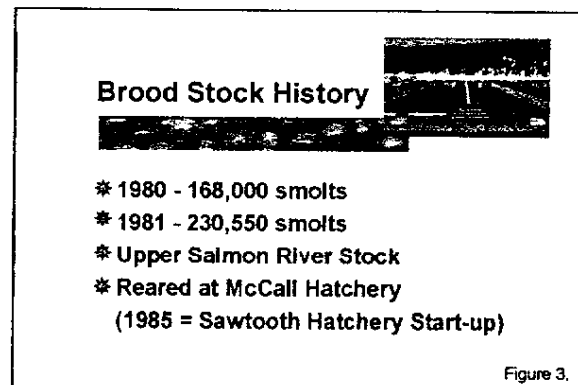 Brood Stock History
* 1980 - 168,000 smolts
* 1981 - 230,550 smolts
* Upper Salmon River Stock
* Reared at McCall Hatchery
(1985 = Sawtooth Hatchery Start-up)
Figure 3.